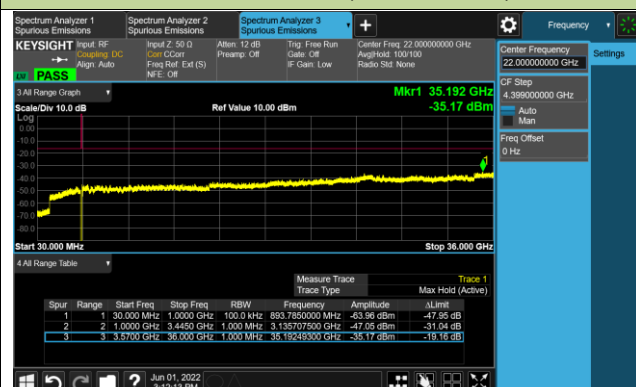 Spectrum Analyzer 1
Spurious Emissions
Spectrum Analyzer 2
Spurious Emissions
Spectrum Analyzer 3
Spurious Emissions
Frequency
KEYSIGHT
Input: RF
Coupling: DC
Align: Auto
Input Z: 50 Ω
Corr CCorr
Freq Ref: Ext (S)
NFE: Off
Atten: 12 dB
Preamp: Off
Trig: Free Run
Gate: Off
IF Gain: Low
Center Freq: 22.000000000 GHz
Avg|Hold: 100/100
Radio Std: None
PASS
Center Frequency
22.000000000 GHz
Settings
CF Step
4.399000000 GHz
Auto
Man
Freq Offset
0 Hz
3 All Range Graph
Mkr1 35.192 GHz
Scale/Div 10.0 dB
Ref Value 10.00 dBm
-35.17 dBm
Log
0.00
-10.0
-20.0
-30.0
-40.0
-50.0
-60.0
-70.0
-80.0
1
Start 30.000 MHz
Stop 36.000 GHz
4 All Range Table
Measure Trace Trace 1
Trace Type Max Hold (Active)
Spur Range Start Freq Stop Freq RBW Frequency Amplitude ΔLimit
1 1 30.000 MHz 1.0000 GHz 100.0 kHz 893.7850000 MHz -63.96 dBm -47.95 dB
2 2 1.0000 GHz 3.4450 GHz 1.000 MHz 3.135707500 GHz -47.05 dBm -31.04 dB
3 3 3.5700 GHz 36.000 GHz 1.000 MHz 35.19249300 GHz -35.17 dBm -19.16 dB
Jun 01, 2022
3:12:13 PM